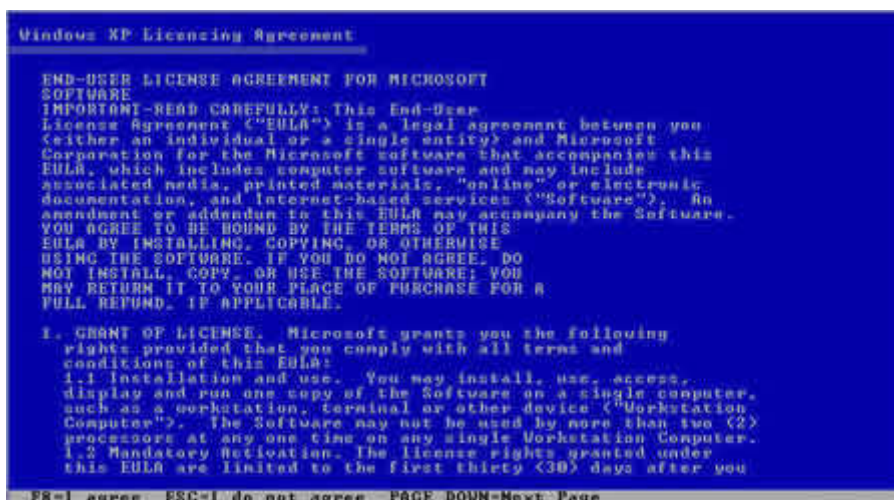 Windows XP Licensing Agreement
END-USER LICENSE AGREEMENT FOR MICROSOFT
SOFTWARE
IMPORTANT-READ CAREFULLY: This End-User
License Agreement ("EULA") is a legal agreement between you
(either an individual or a single entity) and Microsoft
Corporation for the Microsoft software that accompanies this
EULA, which includes computer software and may include
associated media, printed materials, "online" or electronic
documentation, and Internet-based services ("Software"). An
amendment or addendum to this EULA may accompany the Software.
YOU AGREE TO BE BOUND BY THE TERMS OF THIS
EULA BY INSTALLING, COPYING, OR OTHERWISE
USING THE SOFTWARE. IF YOU DO NOT AGREE, DO
NOT INSTALL, COPY, OR USE THE SOFTWARE; YOU
MAY RETURN IT TO YOUR PLACE OF PURCHASE FOR A
FULL REFUND, IF APPLICABLE.
1. GRANT OF LICENSE. Microsoft grants you the following
rights provided that you comply with all terms and
conditions of this EULA:
1.1 Installation and use. You may install, use, access,
display and run one copy of the Software on a single computer,
such as a workstation, terminal or other device ("Workstation
Computer"). The Software may not be used by more than two (2)
processors at any one time on any single Workstation Computer.
1.2 Mandatory Activation. The license rights granted under
this EULA are limited to the first thirty (30) days after you
F8=I agree ESC=I do not agree PAGE DOWN=Next Page